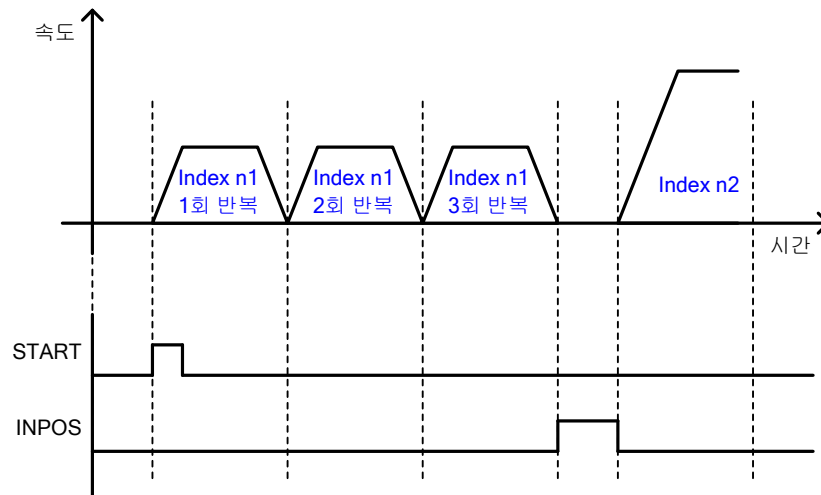 속도
Index n1
1회 반복
Index n1
2회 반복
Index n1
3회 반복
Index n2
시간
START
INPOS